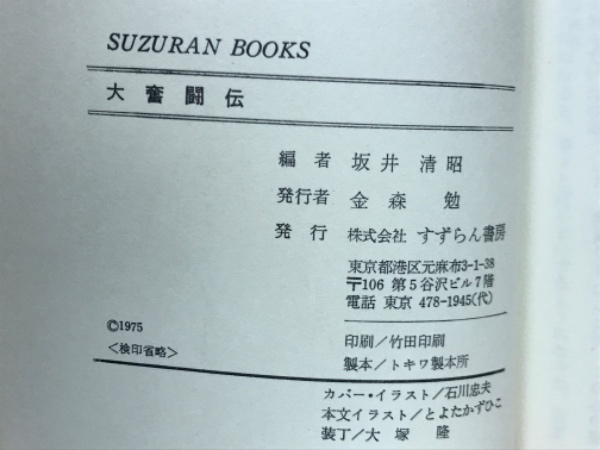 SUZURAN BOOKS
大奮闘伝
編者 坂井清昭
発行者 金森 勉
発行 株式会社 すずらん書房
東京都港区元麻布3-1-38
〒106 第5谷沢ビル7階
電話 東京 478-1945(代)
©1975
印刷/竹田印刷
<検印省略>
製本/トキワ製本所
カバー・イラスト/石川忠夫
本文イラスト/とよたかずひこ
装丁/大塚 隆